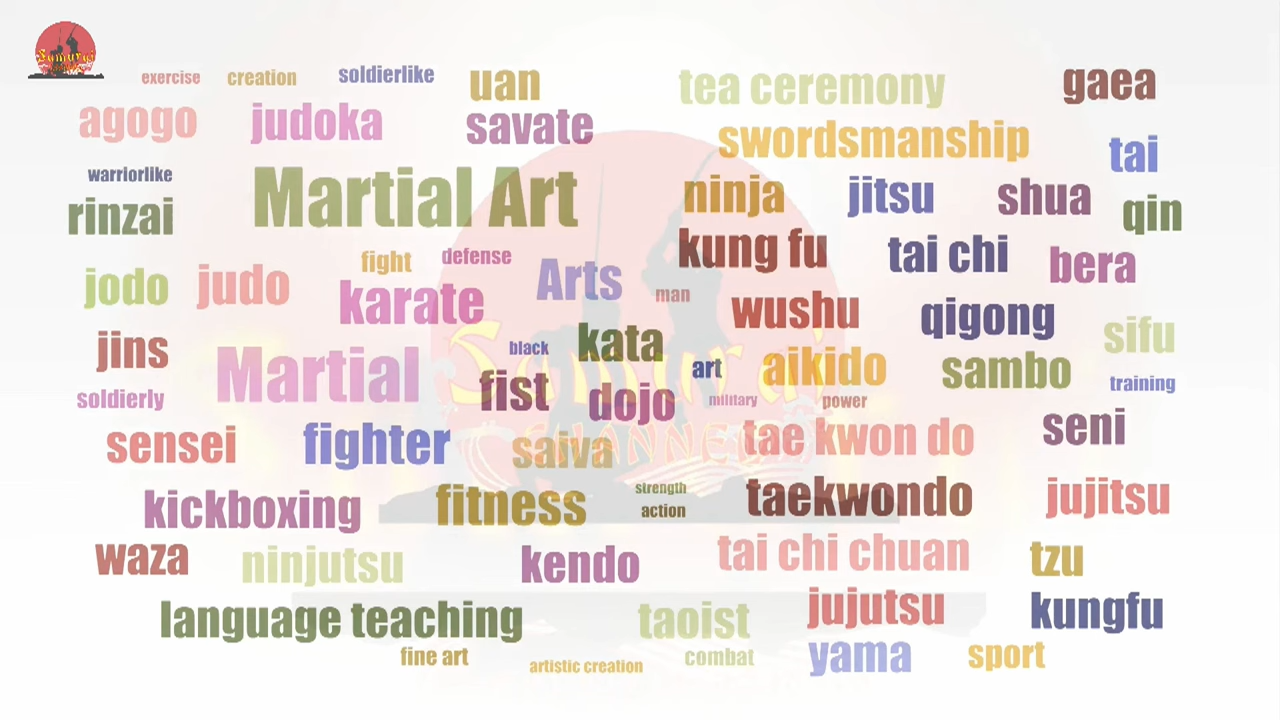 Samurai
exercise creation soldierlike uan tea ceremony gaea
agogo judoka savate swordsmanship tai
warriorlike Martial Art ninja jitsu shua qin
rinzai
fight defense kung fu tai chi bera
jodo judo karate Arts man wushu qigong sifu
jins black kata art aikido sambo training
soldierly Martial fist dojo military power seni
Samurai
CHANNEL
sensei fighter saiva tae kwon do
kickboxing fitness strength taekwondo jujitsu
action
waza ninjutsu kendo tai chi chuan tzu
language teaching taoist jujutsu kungfu
fine art artistic creation combat yama sport